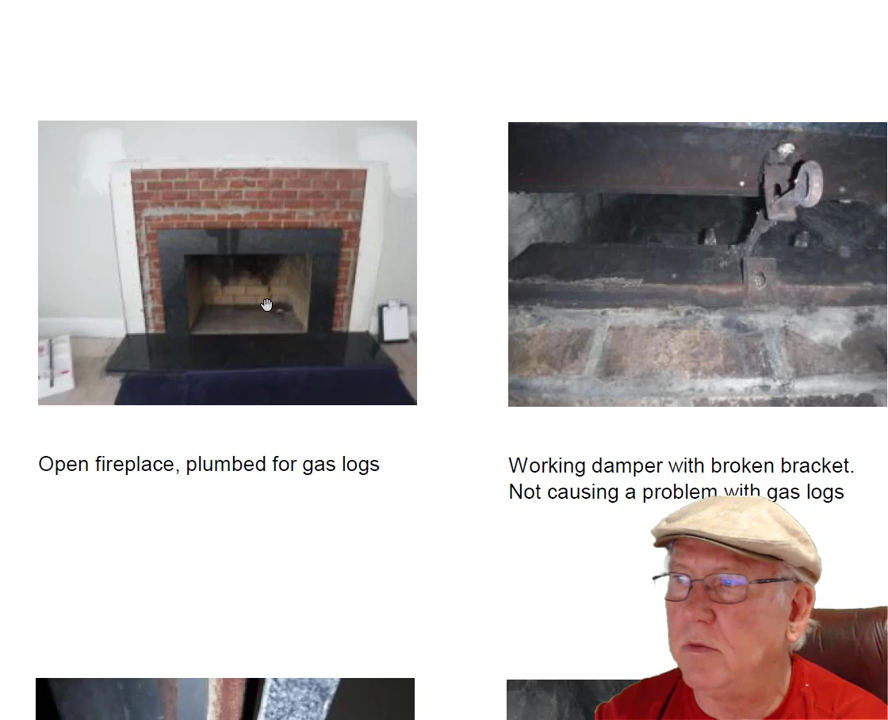 Open fireplace, plumbed for gas logs
Working damper with broken bracket.
Not causing a problem with gas logs